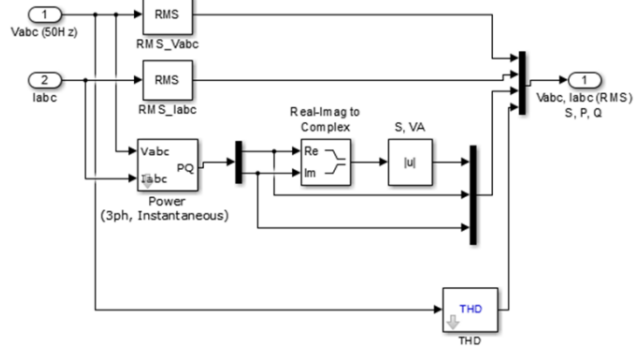 1
Vabc (50Hz)
RMS
RMS_Vabc
2
Iabc
RMS
RMS_Iabc
Vabc
Iabc
PQ
Power
(3ph, Instantaneous)
Real-Imag to
Complex
Re
Im
S, VA
|u|
1
Vabc, Iabc (RMS)
S, P, Q
THD
THD